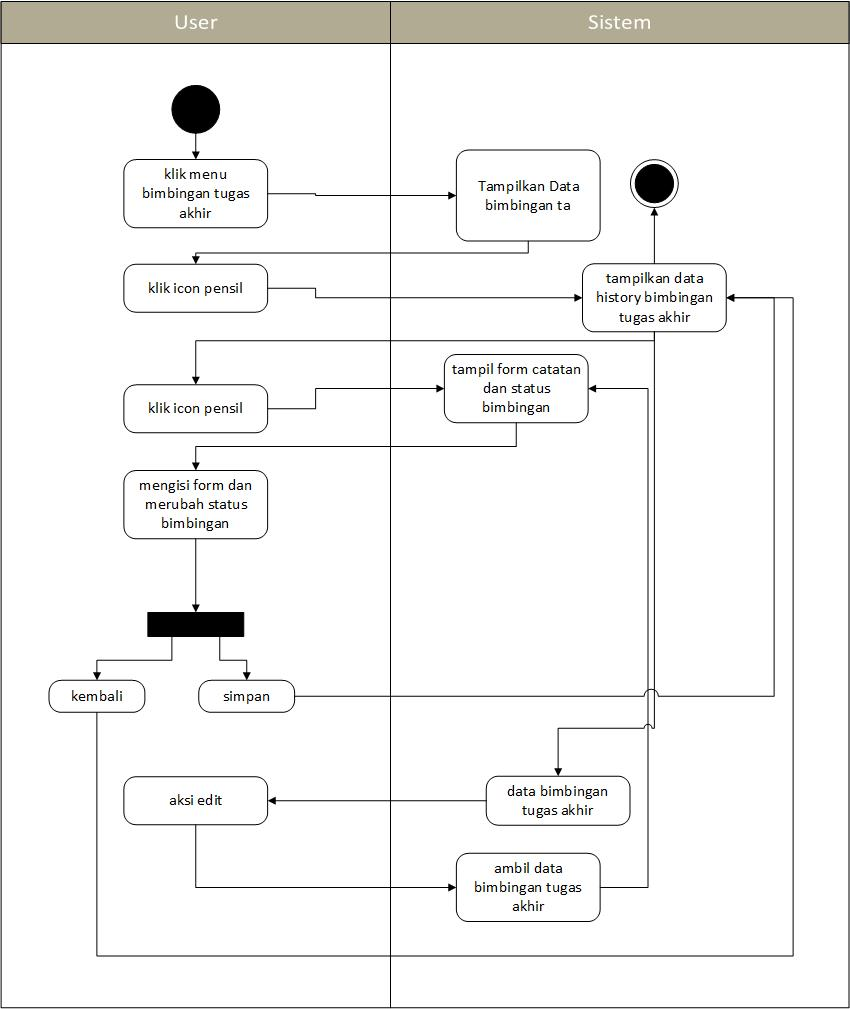 User
Sistem
klik menu
bimbingan tugas
akhir
Tampilkan Data
bimbingan ta
klik icon pensil
tampilkan data
history bimbingan
tugas akhir
klik icon pensil
tampil form catatan
dan status
bimbingan
mengisi form dan
merubah status
bimbingan
kembali
simpan
aksi edit
data bimbingan
tugas akhir
ambil data
bimbingan tugas
akhir